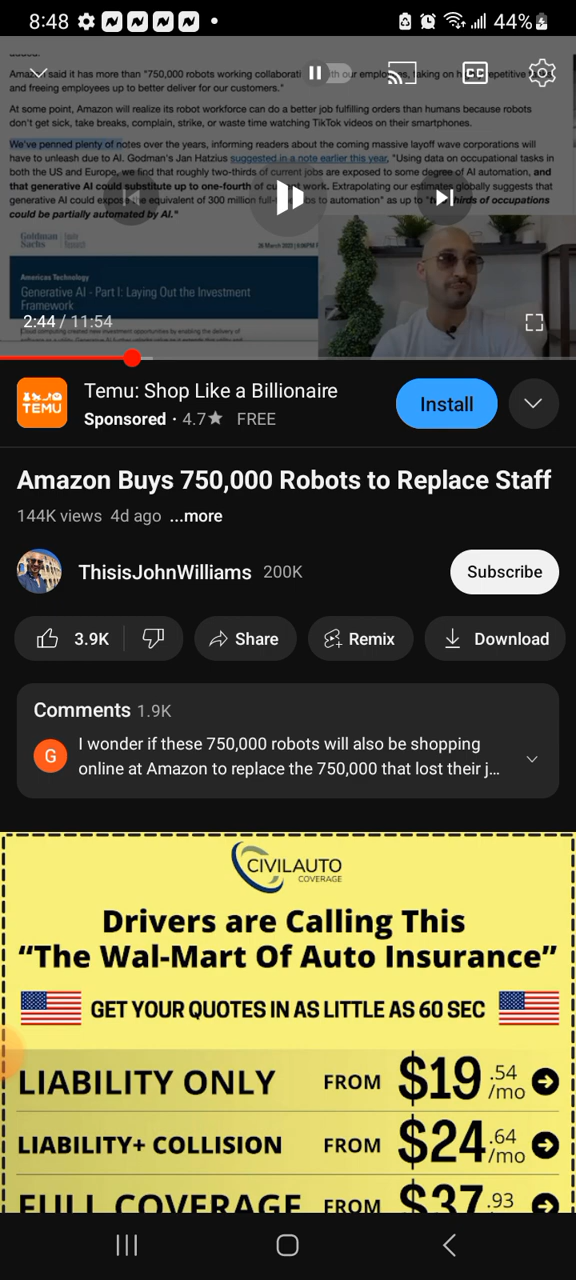 8:48
44%
Amazon said it has more than "750,000 robots working collaborati with our employees, taking on h repetitive
and freeing employees up to better deliver for our customers."
At some point, Amazon will realize its robot workforce can do a better job fulfilling orders than humans because robots
don't get sick, take breaks, complain, strike, or waste time watching TikTok videos on their smartphones.
We've penned plenty of notes over the years, informing readers about the coming massive layoff wave corporations will
have to unleash due to AI. Godman's Jan Hatzius suggested in a note earlier this year, "Using data on occupational tasks in
both the US and Europe, we find that roughly two-thirds of current jobs are exposed to some degree of AI automation, and
that generative AI could substitute up to one-fourth of current work. Extrapolating our estimates globally suggests that
generative AI could expose the equivalent of 300 million full- jobs to automation" as up to "two thirds of occupations
could be partially automated by AI."
Goldman
Sachs
Americas Technology
Generative AI - Part I: Laying Out the Investment
Framework
2:44 / 11:54
TEMU
Temu: Shop Like a Billionaire
Sponsored · 4.7★ FREE
Install
Amazon Buys 750,000 Robots to Replace Staff
144K views 4d ago ...more
ThisisJohnWilliams 200K
Subscribe
3.9K
Share
Remix
Download
Comments 1.9K
G
I wonder if these 750,000 robots will also be shopping
online at Amazon to replace the 750,000 that lost their j...
CIVILAUTO
COVERAGE
Drivers are Calling This
“The Wal-Mart Of Auto Insurance”
GET YOUR QUOTES IN AS LITTLE AS 60 SEC
LIABILITY ONLY FROM $19.54/mo
LIABILITY+ COLLISION FROM $24.64/mo
FULL COVERAGE FROM $37.93